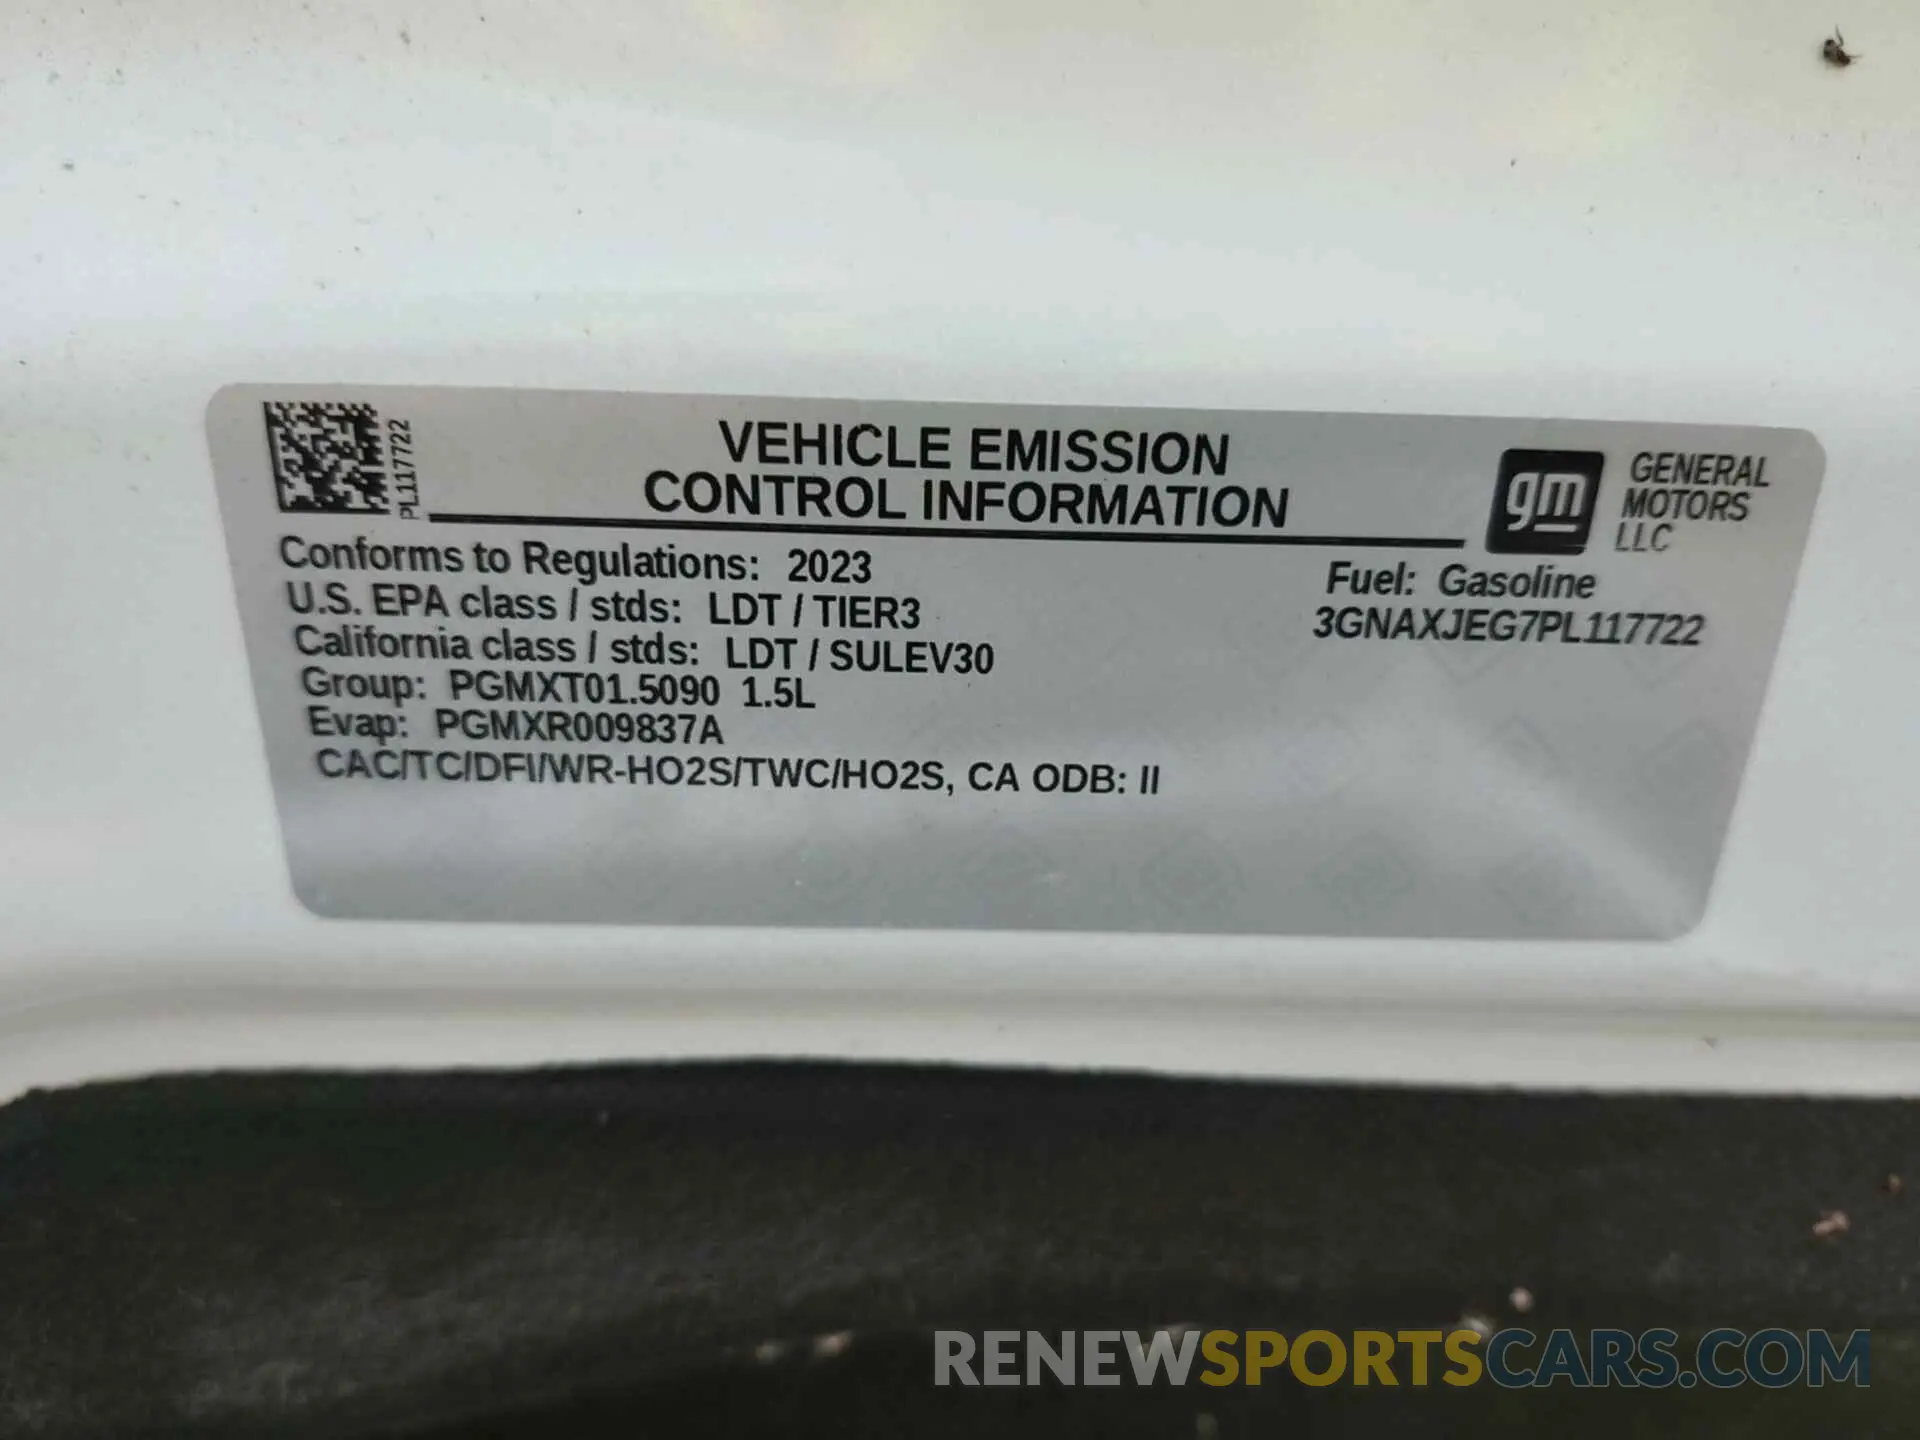 PL117722
VEHICLE EMISSION
CONTROL INFORMATION
gm
GENERAL
MOTORS
LLC
Conforms to Regulations: 2023
Fuel: Gasoline
U.S. EPA class / stds: LDT / TIER3
3GNAXJEG7PL117722
California class / stds: LDT / SULEV30
Group: PGMXT01.5090 1.5L
Evap: PGMXR009837A
CAC/TC/DFI/WR-HO2S/TWC/HO2S, CA ODB: II
RENEWSPORTSCARS.COM